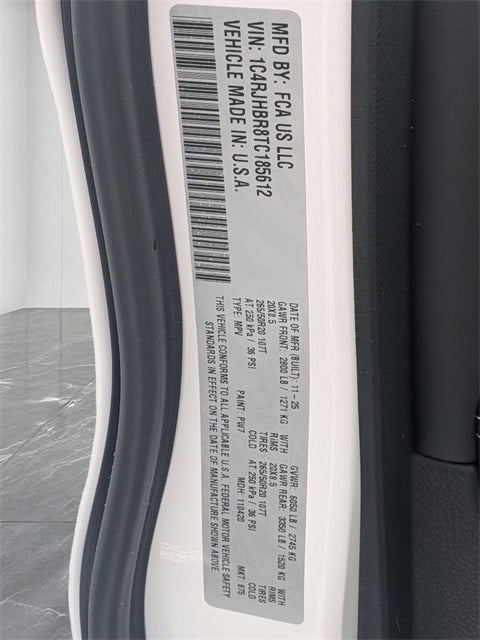 MFD BY: FCA US LLC
VIN: 1C4RJHBR8TC185612
VEHICLE MADE IN: U.S.A.
DATE OF MFR (BUILT): 11-25 GVWR: 6050 LB / 2745 KG
GAWR FRONT: 2800 LB / 1271 KG WITH GAWR REAR: 3350 LB / 1520 KG WITH
20X8.5 RIMS 20X8.5 RIMS
265/50R20 107T TIRES 265/50R20 107T TIRES
AT 250 kPa / 36 PSI COLD AT 250 kPa / 36 PSI COLD
TYPE: MPV PAINT: PW7 MDH: 110420 MKT: 875
THIS VEHICLE CONFORMS TO ALL APPLICABLE U.S.A. FEDERAL MOTOR VEHICLE SAFETY
STANDARDS IN EFFECT ON THE DATE OF MANUFACTURE SHOWN ABOVE